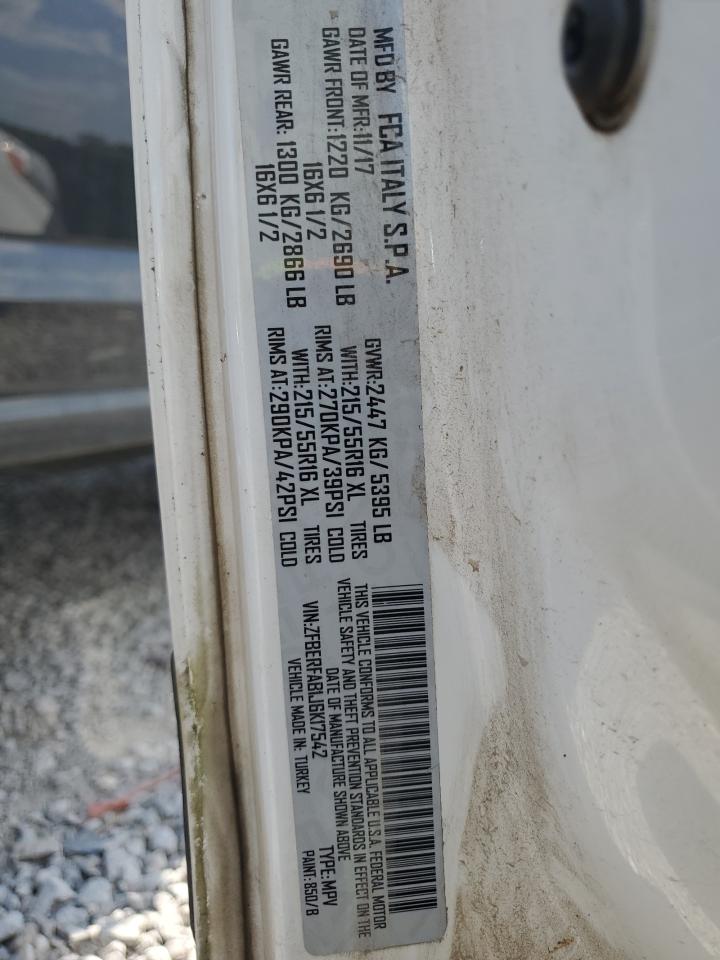 MFD BY FCA ITALY S.P.A.
DATE OF MFR:11/17 GVWR:2447 KG/5395 LB
GAWR FRONT:1220 KG/2690 LB WITH:215/55R16 XL TIRES
16X6 1/2 RIMS AT:270KPA/39PSI COLD
GAWR REAR: 1300 KG/2866 LB WITH:215/55R16 XL TIRES
16X6 1/2 RIMS AT:290KPA/42PSI COLD
THIS VEHICLE CONFORMS TO ALL APPLICABLE U.S.A. FEDERAL MOTOR
VEHICLE SAFETY AND THEFT PREVENTION STANDARDS IN EFFECT ON THE
DATE OF MANUFACTURE SHOWN ABOVE
VIN:ZFBERFAB1J6K17542 TYPE:MPV
VEHICLE MADE IN: TURKEY PAINT:850/B